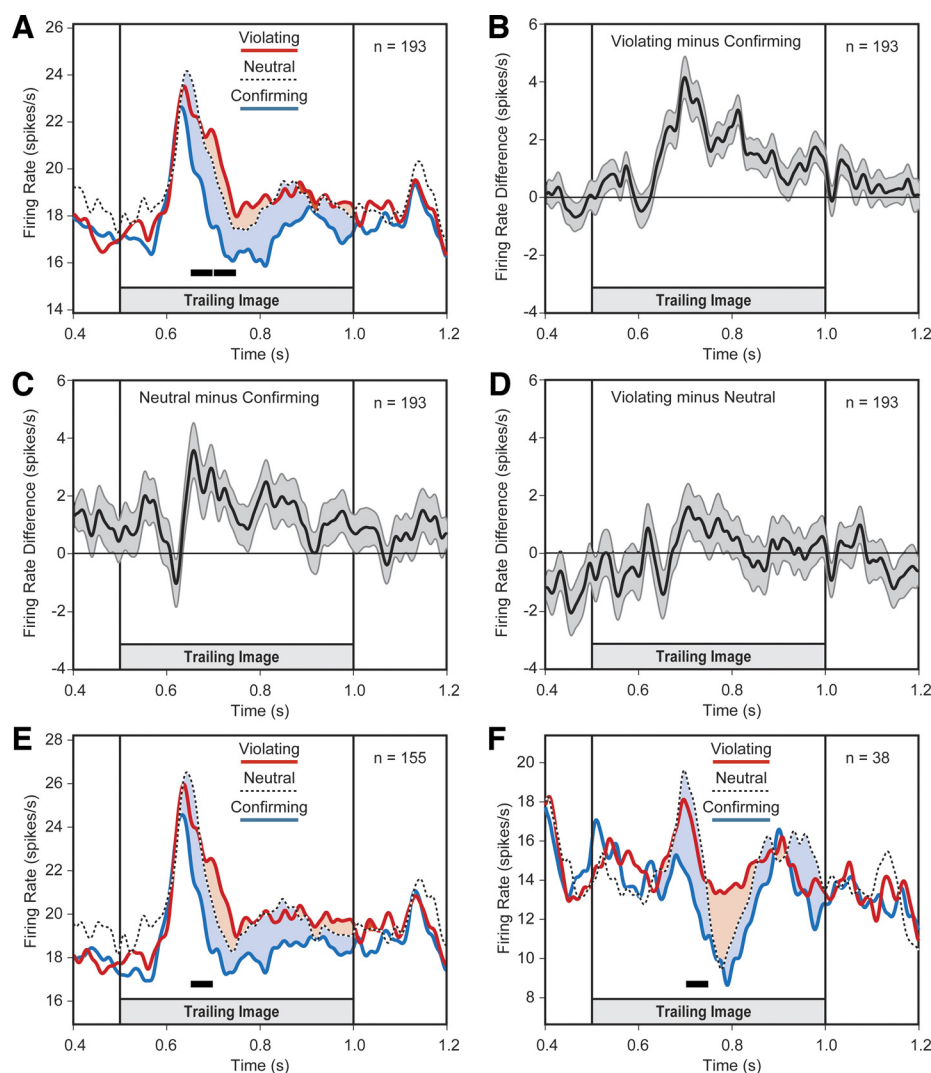 A
26
24
22
20
18
16
14
Firing Rate (spikes/s)
Violating
Neutral
Confirming
n = 193
Trailing Image
0.4
0.6
0.8
1.0
1.2
Time (s)
B
6
4
2
0
-2
-4
Firing Rate Difference (spikes/s)
Violating minus Confirming
n = 193
Trailing Image
0.4
0.6
0.8
1.0
1.2
Time (s)
C
6
4
2
0
-2
-4
Firing Rate Difference (spikes/s)
Neutral minus Confirming
n = 193
Trailing Image
0.4
0.6
0.8
1.0
1.2
Time (s)
D
6
4
2
0
-2
-4
Firing Rate Difference (spikes/s)
Violating minus Neutral
n = 193
Trailing Image
0.4
0.6
0.8
1.0
1.2
Time (s)
E
28
26
24
22
20
18
16
Firing Rate (spikes/s)
Violating
Neutral
Confirming
n = 155
Trailing Image
0.4
0.6
0.8
1.0
1.2
Time (s)
F
20
18
16
14
12
10
8
Firing Rate (spikes/s)
Violating
Neutral
Confirming
n = 38
Trailing Image
0.4
0.6
0.8
1.0
1.2
Time (s)